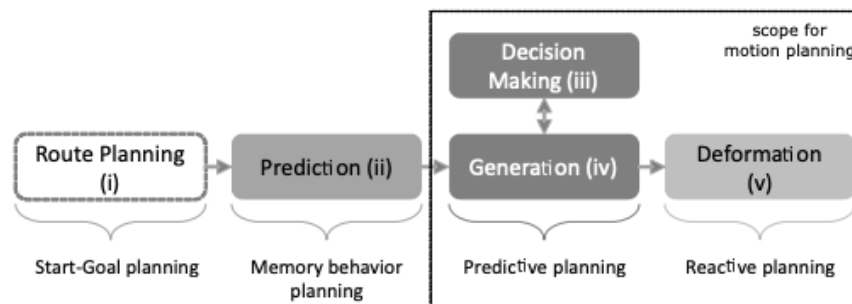 scope for
motion planning
Decision
Making (iii)
Route Planning
(i)
Prediction (ii)
Generation (iv)
Deformation
(v)
Start-Goal planning
Memory behavior
planning
Predictive planning
Reactive planning